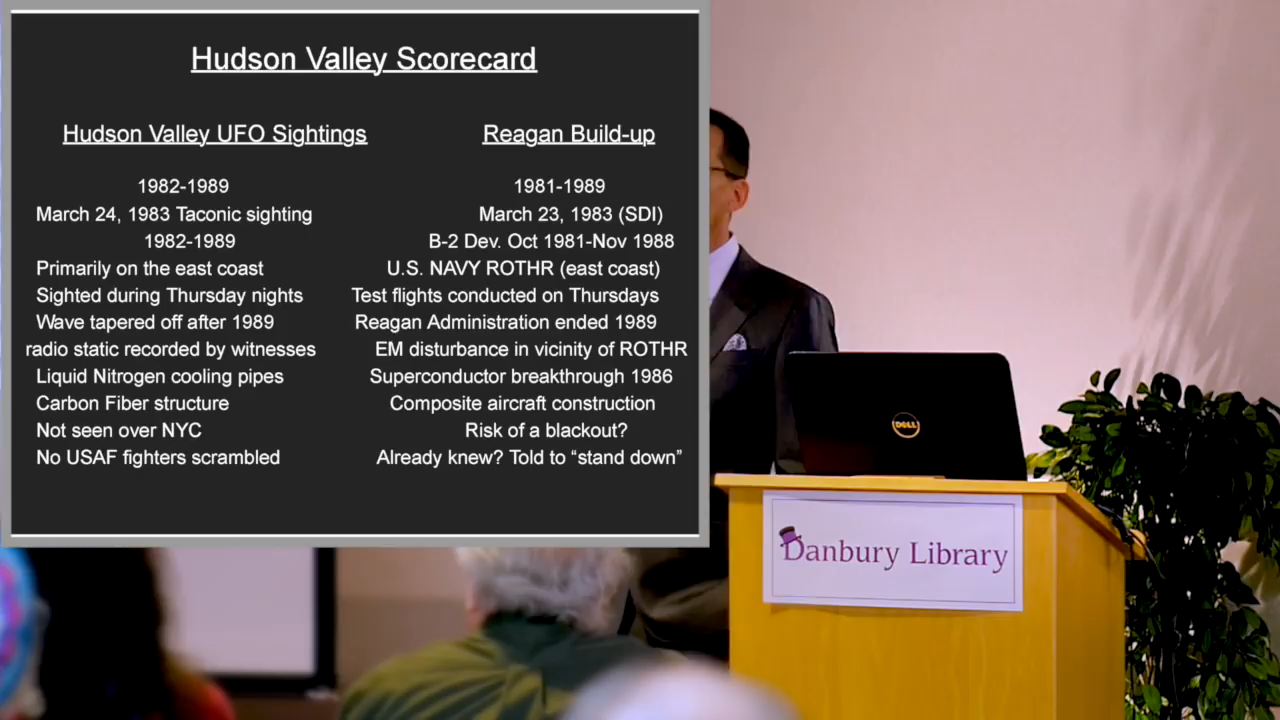 Hudson Valley Scorecard
Hudson Valley UFO Sightings Reagan Build-up
1982-1989 1981-1989
March 24, 1983 Taconic sighting March 23, 1983 (SDI)
1982-1989 B-2 Dev. Oct 1981-Nov 1988
Primarily on the east coast U.S. NAVY ROTHR (east coast)
Sighted during Thursday nights Test flights conducted on Thursdays
Wave tapered off after 1989 Reagan Administration ended 1989
radio static recorded by witnesses EM disturbance in vicinity of ROTHR
Liquid Nitrogen cooling pipes Superconductor breakthrough 1986
Carbon Fiber structure Composite aircraft construction
Not seen over NYC Risk of a blackout?
No USAF fighters scrambled Already knew? Told to “stand down”
DELL
Danbury Library